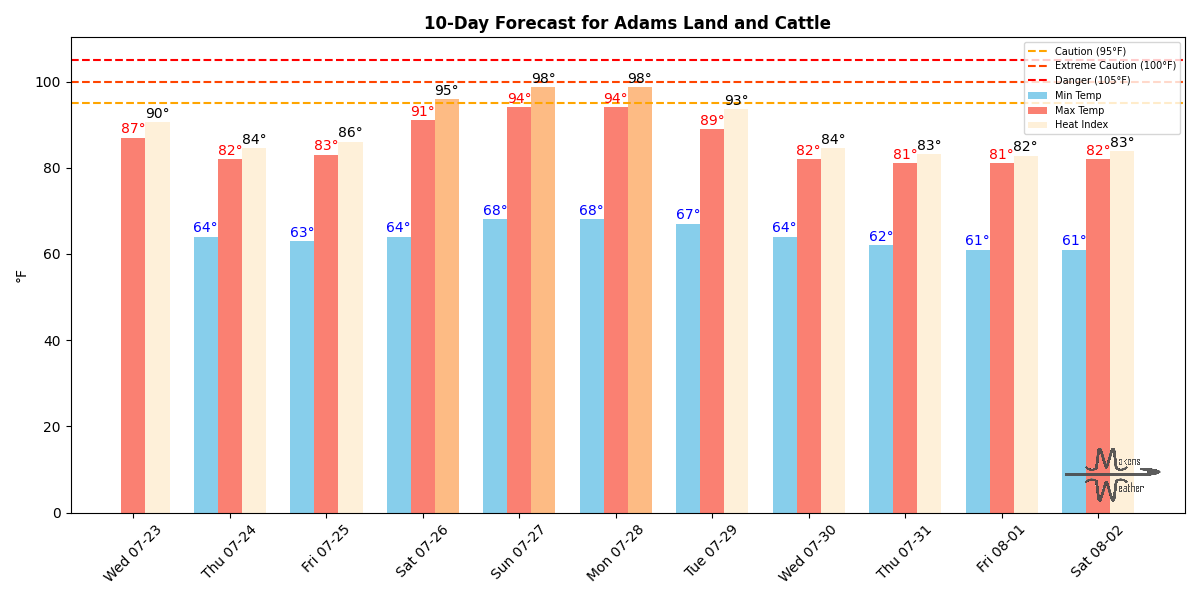 10-Day Forecast for Adams Land and Cattle
Caution (95°F)
Extreme Caution (100°F)
Danger (105°F)
Min Temp
Max Temp
Heat Index
°F
100
80
60
40
20
0
87° 90°
64° 82° 84°
63° 83° 86°
64° 91° 95°
68° 94° 98°
68° 94° 98°
67° 89° 93°
64° 82° 84°
62° 81° 83°
61° 81° 82°
61° 82° 83°
Wed 07-23
Thu 07-24
Fri 07-25
Sat 07-26
Sun 07-27
Mon 07-28
Tue 07-29
Wed 07-30
Thu 07-31
Fri 08-01
Sat 08-02